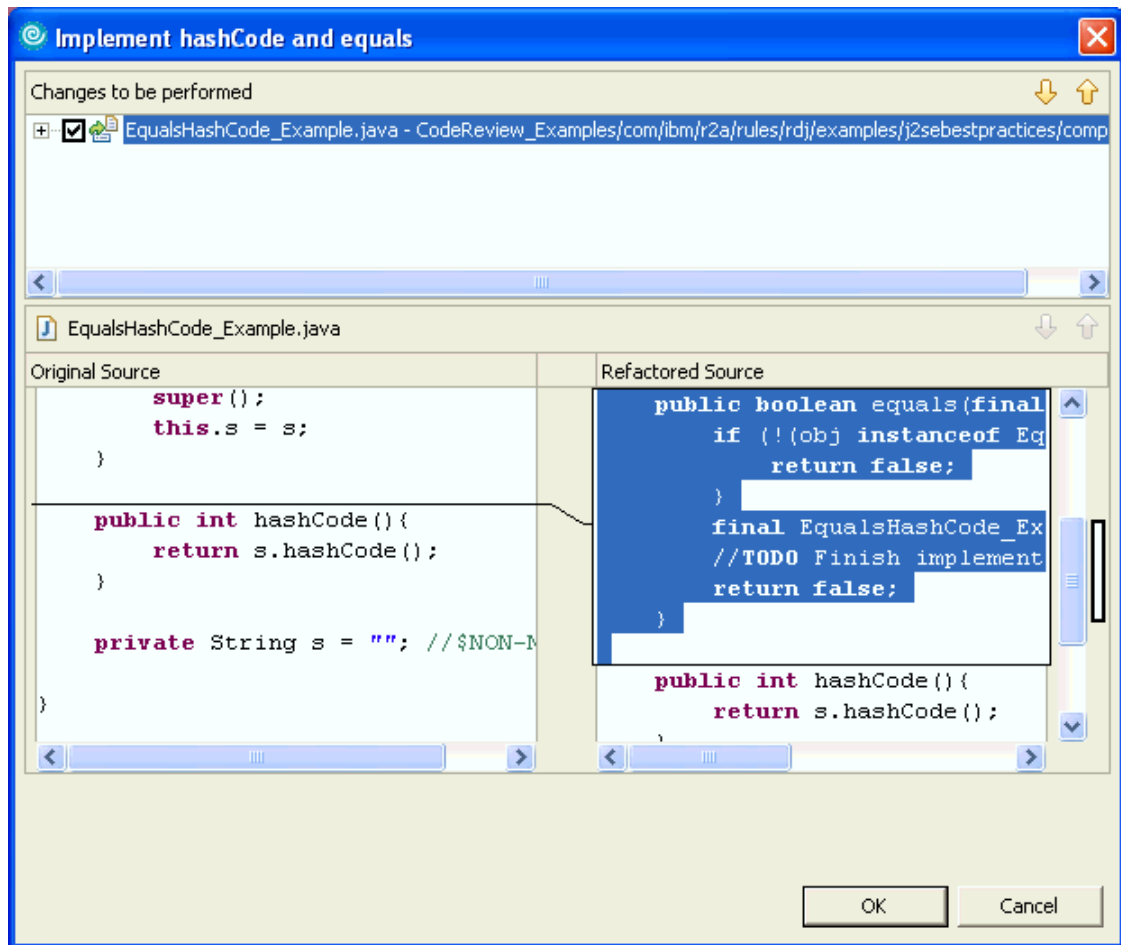 Implement hashCode and equals
Changes to be performed
EqualsHashCode_Example.java - CodeReview_Examples/com/ibm/r2a/rules/rdj/examples/j2sebestpractices/comp
EqualsHashCode_Example.java
Original Source
super();
this.s = s;
}
public int hashCode(){
return s.hashCode();
}
private String s = ""; //$NON-N
}
Refactored Source
public boolean equals(final
if (!(obj instanceof Eq
return false;
}
final EqualsHashCode_Ex
//TODO Finish implement
return false;
}
public int hashCode(){
return s.hashCode();
}
OK
Cancel